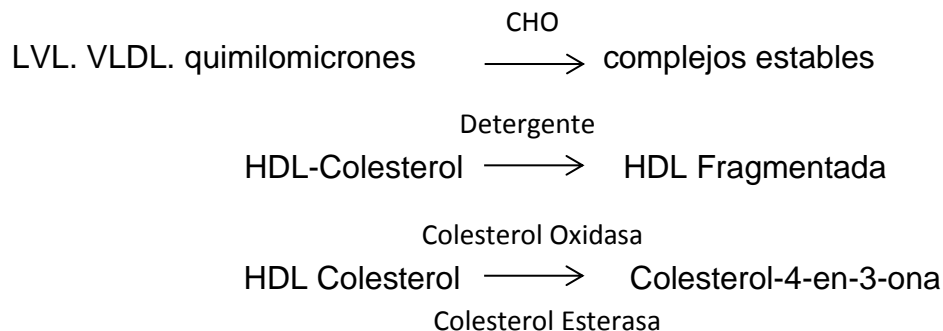 CHO
LVL. VLDL. quimilomicrones → complejos estables
Detergente
HDL-Colesterol → HDL Fragmentada
Colesterol Oxidasa
HDL Colesterol → Colesterol-4-en-3-ona
Colesterol Esterasa